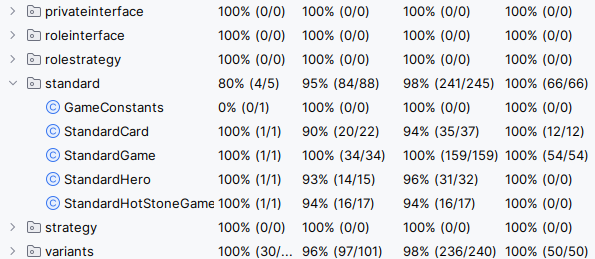 privateinterface 100% (0/0) 100% (0/0) 100% (0/0) 100% (0/0)
roleinterface 100% (0/0) 100% (0/0) 100% (0/0) 100% (0/0)
rolestrategy 100% (0/0) 100% (0/0) 100% (0/0) 100% (0/0)
standard 80% (4/5) 95% (84/88) 98% (241/245) 100% (66/66)
C GameConstants 0% (0/1) 100% (0/0) 100% (0/0) 100% (0/0)
C StandardCard 100% (1/1) 90% (20/22) 94% (35/37) 100% (12/12)
C StandardGame 100% (1/1) 100% (34/34) 100% (159/159) 100% (54/54)
C StandardHero 100% (1/1) 93% (14/15) 96% (31/32) 100% (0/0)
C StandardHotStoneGame 100% (1/1) 94% (16/17) 94% (16/17) 100% (0/0)
strategy 100% (0/0) 100% (0/0) 100% (0/0) 100% (0/0)
variants 100% (30/... 96% (97/101) 98% (236/240) 100% (50/50)